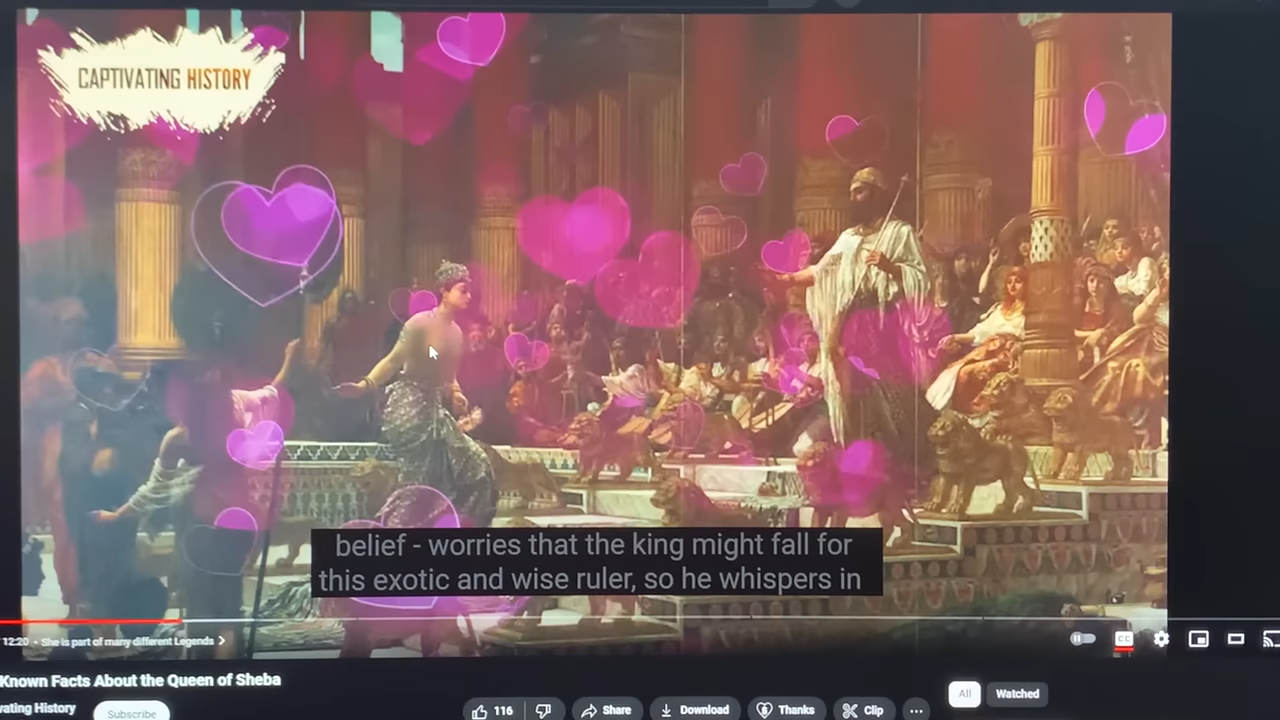 CAPTIVATING HISTORY
belief - worries that the king might fall for
this exotic and wise ruler, so he whispers in
12:20 • She is part of many different Legends >
CC
Known Facts About the Queen of Sheba
All
Watched
vating History
Subscribe
116
Share
Download
Thanks
Clip
...